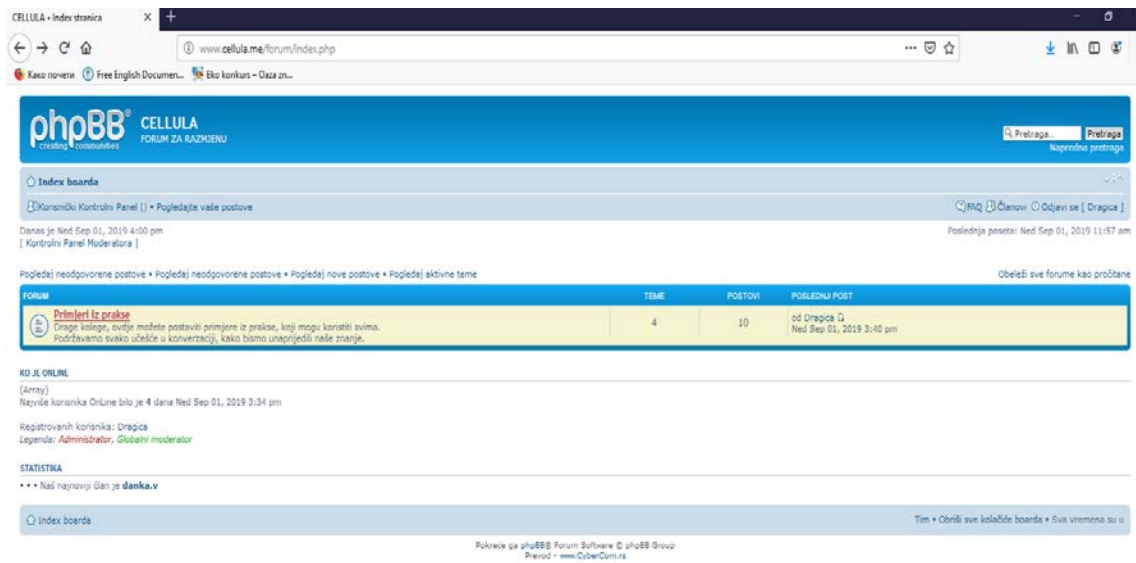 CELLULA • Index stranica
www.cellula.me/forum/index.php
Како почети Free English Documen... Eko konkurs – Oaza zn...
phpBB® creating communities
CELLULA
FORUM ZA RAZMJENU
Pretraga... Pretraga
Napredna pretraga
Index boarda
Korisnički Kontrolni Panel () • Pogledajte vaše postove
FAQ Članovi Odjavi se [ Dragica ]
Danas je Ned Sep 01, 2019 4:00 pm
Poslednja poseta: Ned Sep 01, 2019 11:57 am
[ Kontrolni Panel Moderatora ]
Pogledaj neodgovorene postove • Pogledaj neodgovorene postove • Pogledaj nove postove • Pogledaj aktivne teme
Obeleži sve forume kao pročitane
FORUM TEME POSTOVI POSLEDNJI POST
Primjeri iz prakse
Drage kolege, ovdje možete postaviti primjere iz prakse, koji mogu koristiti svima.
Podržavamo svako učešće u konverzaciji, kako bismo unaprijedili naše znanje.
4 10
od Dragica
Ned Sep 01, 2019 3:40 pm
KO JE ONLINE
(Array)
Najviše korisnika OnLine bilo je 4 dana Ned Sep 01, 2019 3:34 pm
Registrovanih korisnika: Dragica
Legenda: Administrator, Globalni moderator
STATISTIKA
• • • Naš najnoviji član je danka.v
Index boarda
Tim • Obriši sve kolačiće boarda • Sva vremena su u
Pokreće ga phpBB® Forum Software © phpBB Group
Prevod - www.CyberCom.rs